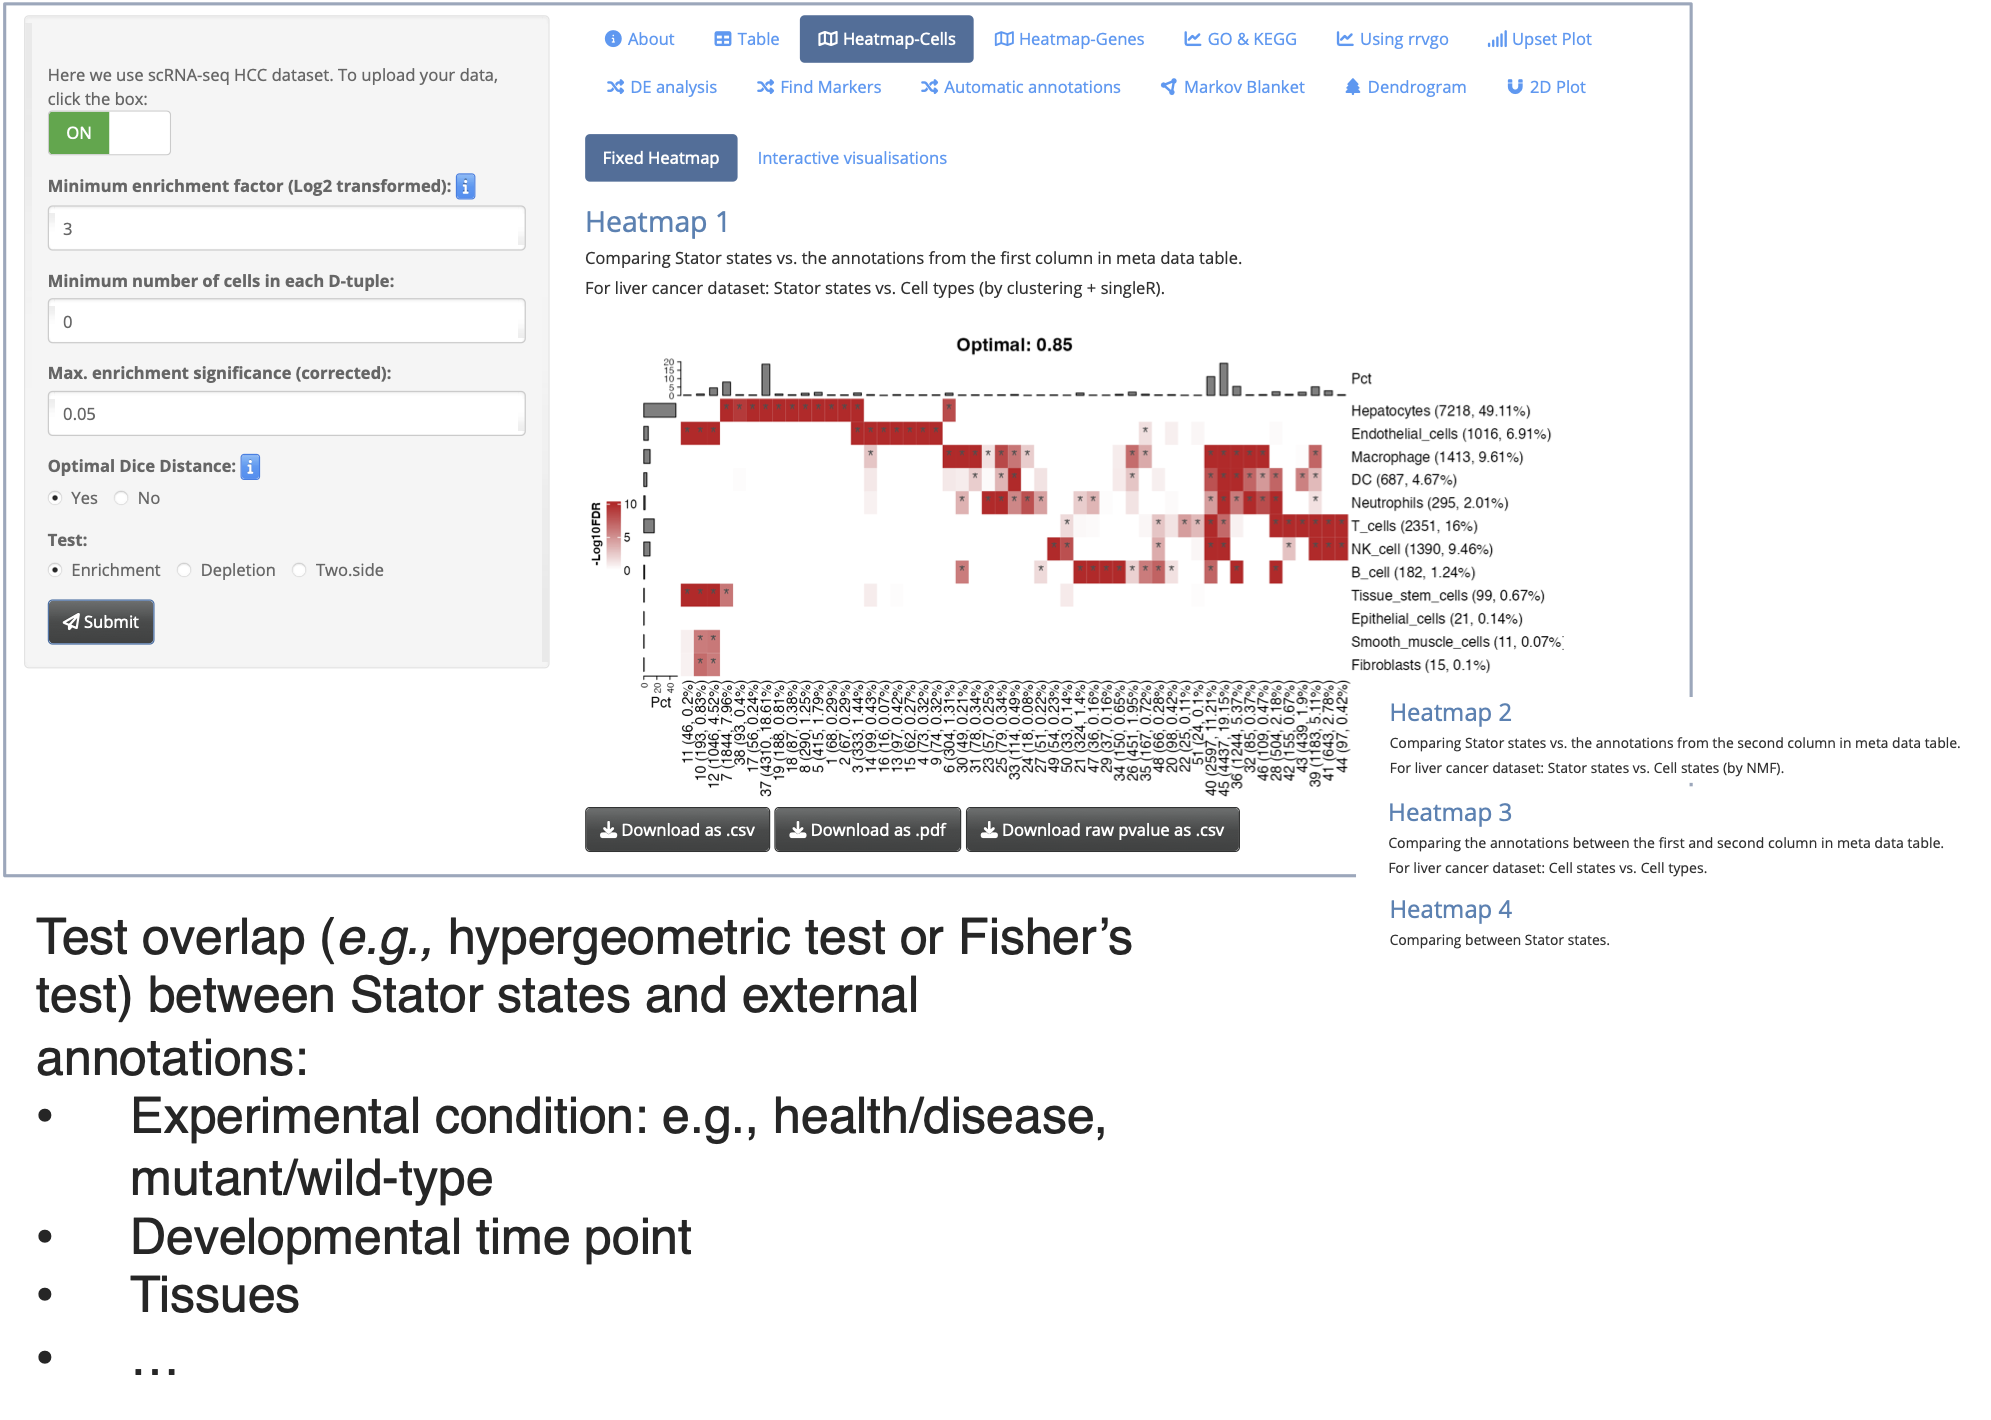 Here we use scRNA-seq HCC dataset. To upload your data,
click the box:
ON
Minimum enrichment factor (Log2 transformed): i
3
Minimum number of cells in each D-tuple:
0
Max. enrichment significance (corrected):
0.05
Optimal Dice Distance: i
Yes No
Test:
Enrichment Depletion Two.side
Submit
About Table Heatmap-Cells Heatmap-Genes GO & KEGG Using rrvgo Upset Plot
DE analysis Find Markers Automatic annotations Markov Blanket Dendrogram 2D Plot
Fixed Heatmap Interactive visualisations
Heatmap 1
Comparing Stator states vs. the annotations from the first column in meta data table.
For liver cancer dataset: Stator states vs. Cell types (by clustering + singleR).
Optimal: 0.85
20
15
10
5
0
Pct
Hepatocytes (7218, 49.11%)
Endothelial_cells (1016, 6.91%)
Macrophage (1413, 9.61%)
DC (687, 4.67%)
Neutrophils (295, 2.01%)
T_cells (2351, 16%)
NK_cell (1390, 9.46%)
B_cell (182, 1.24%)
Tissue_stem_cells (99, 0.67%)
Epithelial_cells (21, 0.14%)
Smooth_muscle_cells (11, 0.07%
Fibroblasts (15, 0.1%)
-Log10FDR
10
5
0
0 20 40
Pct
11 (46, 0.2%)
10 (193, 0.83%)
12 (1046, 4.52%)
7 (1844, 7.96%)
38 (93, 0.4%)
17 (56, 0.24%)
37 (4310, 18.61%)
19 (188, 0.81%)
18 (87, 0.38%)
8 (290, 1.25%)
5 (415, 1.79%)
1 (68, 0.29%)
2 (67, 0.29%)
3 (333, 1.44%)
14 (99, 0.43%)
16 (16, 0.07%)
13 (97, 0.42%)
15 (62, 0.27%)
4 (73, 0.32%)
9 (74, 0.32%)
6 (304, 1.31%)
30 (49, 0.21%)
31 (78, 0.34%)
23 (57, 0.25%)
25 (79, 0.34%)
33 (114, 0.49%)
24 (18, 0.08%)
27 (51, 0.22%)
49 (54, 0.23%)
50 (33, 0.14%)
21 (324, 1.4%)
47 (36, 0.16%)
29 (37, 0.16%)
34 (150, 0.65%)
26 (451, 1.95%)
35 (167, 0.72%)
48 (66, 0.28%)
20 (98, 0.42%)
22 (25, 0.11%)
51 (24, 0.1%)
40 (2597, 11.21%)
45 (4437, 19.15%)
36 (1244, 5.37%)
32 (85, 0.37%)
46 (109, 0.47%)
28 (504, 2.18%)
42 (155, 0.67%)
43 (439, 1.9%)
39 (1183, 5.11%)
41 (643, 2.78%)
44 (97, 0.42%)
Download as .csv Download as .pdf Download raw pvalue as .csv
Heatmap 2
Comparing Stator states vs. the annotations from the second column in meta data table.
For liver cancer dataset: Stator states vs. Cell states (by NMF).
Heatmap 3
Comparing the annotations between the first and second column in meta data table.
For liver cancer dataset: Cell states vs. Cell types.
Heatmap 4
Comparing between Stator states.
Test overlap (e.g., hypergeometric test or Fisher’s
test) between Stator states and external
annotations:
• Experimental condition: e.g., health/disease,
mutant/wild-type
• Developmental time point
• Tissues
• …